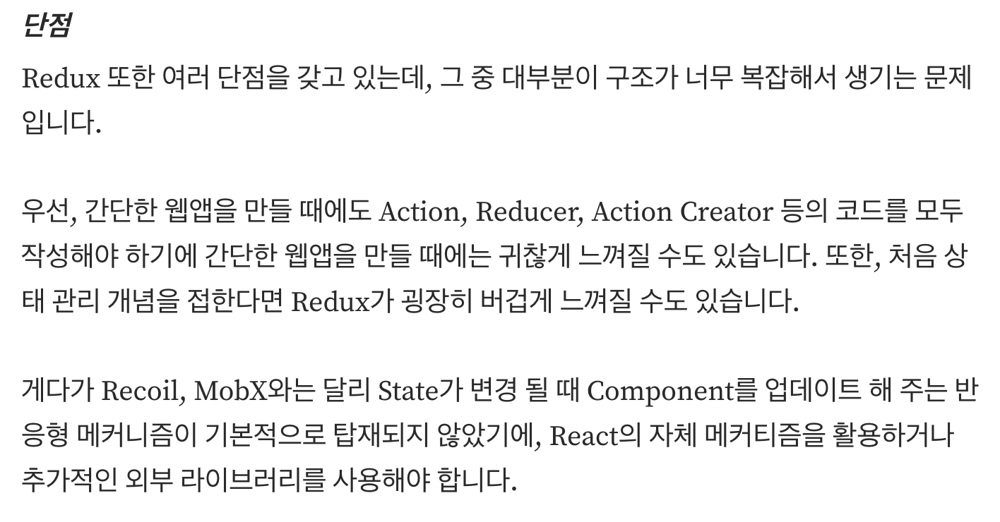 단점
Redux 또한 여러 단점을 갖고 있는데, 그 중 대부분이 구조가 너무 복잡해서 생기는 문제
입니다.
우선, 간단한 웹앱을 만들 때에도 Action, Reducer, Action Creator 등의 코드를 모두
작성해야 하기에 간단한 웹앱을 만들 때에는 귀찮게 느껴질 수도 있습니다. 또한, 처음 상
태 관리 개념을 접한다면 Redux가 굉장히 버겁게 느껴질 수도 있습니다.
게다가 Recoil, MobX와는 달리 State가 변경 될 때 Component를 업데이트 해 주는 반
응형 메커니즘이 기본적으로 탑재되지 않았기에, React의 자체 메커티즘을 활용하거나
추가적인 외부 라이브러리를 사용해야 합니다.